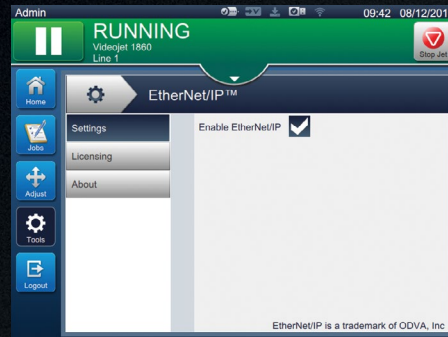 Admin
09:42 08/12/201
RUNNING
Videojet 1860
Line 1
Stop Jet
Home
EtherNet/IP™
Jobs
Settings
Enable EtherNet/IP
Licensing
About
Adjust
Tools
Logout
EtherNet/IP is a trademark of ODVA, Inc